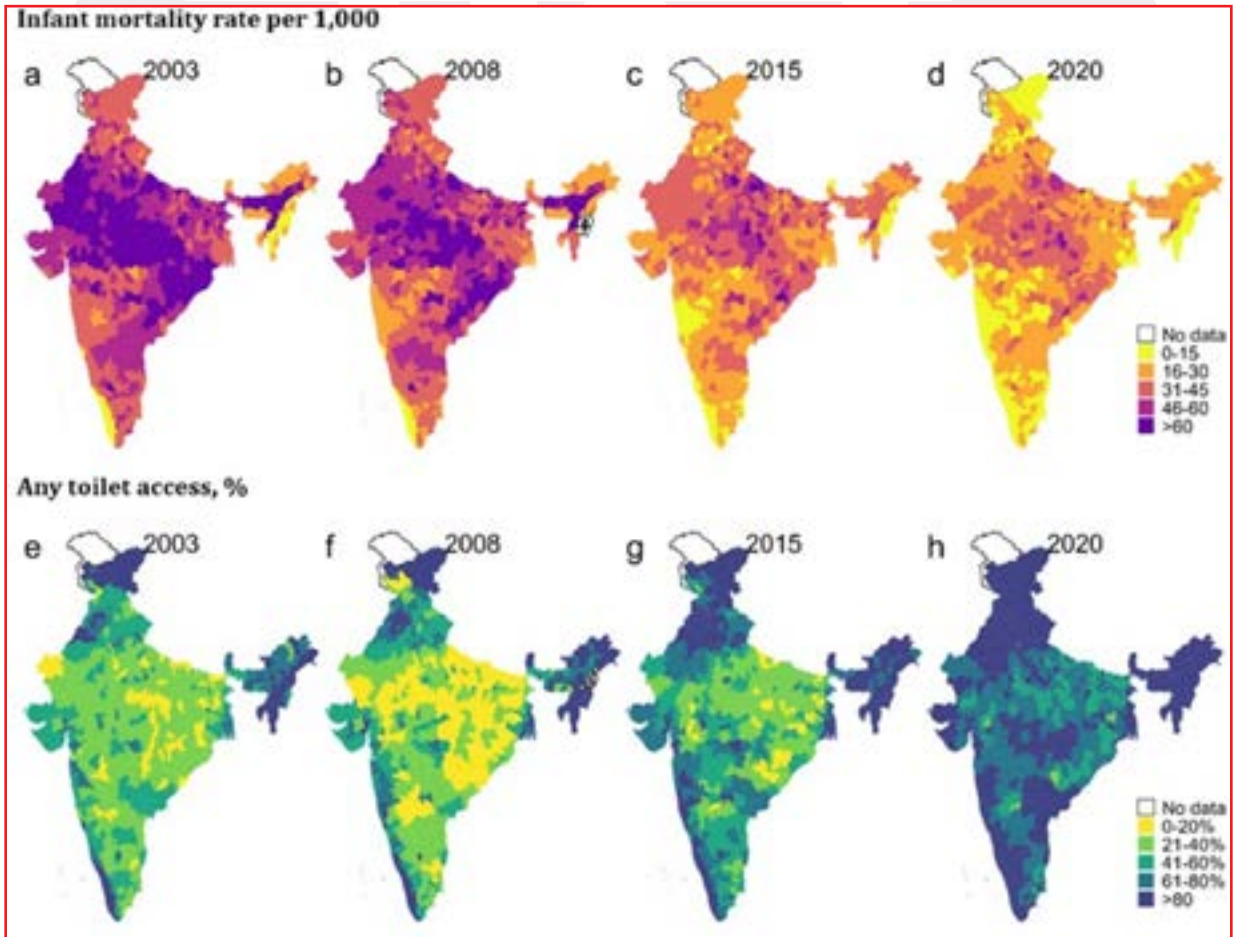 Infant mortality rate per 1,000
a 2003 b 2008 c 2015 d 2020
No data
0-15
16-30
31-45
46-60
>60
Any toilet access, %
e 2003 f 2008 g 2015 h 2020
No data
0-20%
21-40%
41-60%
61-80%
>80